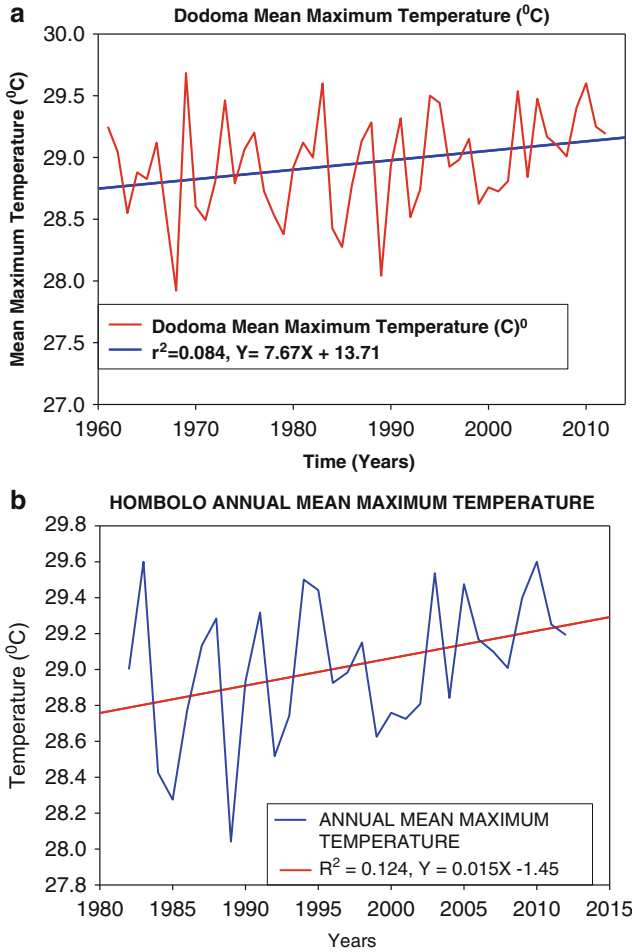 a
Dodoma Mean Maximum Temperature (⁰C)
Mean Maximum Temperature (⁰C)
30.0
29.5
29.0
28.5
28.0
27.5
27.0
Dodoma Mean Maximum Temperature (C)⁰
r²=0.084, Y= 7.67X + 13.71
1960 1970 1980 1990 2000 2010
Time (Years)
b
HOMBOLO ANNUAL MEAN MAXIMUM TEMPERATURE
Temperature (⁰C)
29.8
29.6
29.4
29.2
29.0
28.8
28.6
28.4
28.2
28.0
27.8
ANNUAL MEAN MAXIMUM
TEMPERATURE
R² = 0.124, Y = 0.015X -1.45
1980 1985 1990 1995 2000 2005 2010 2015
Years